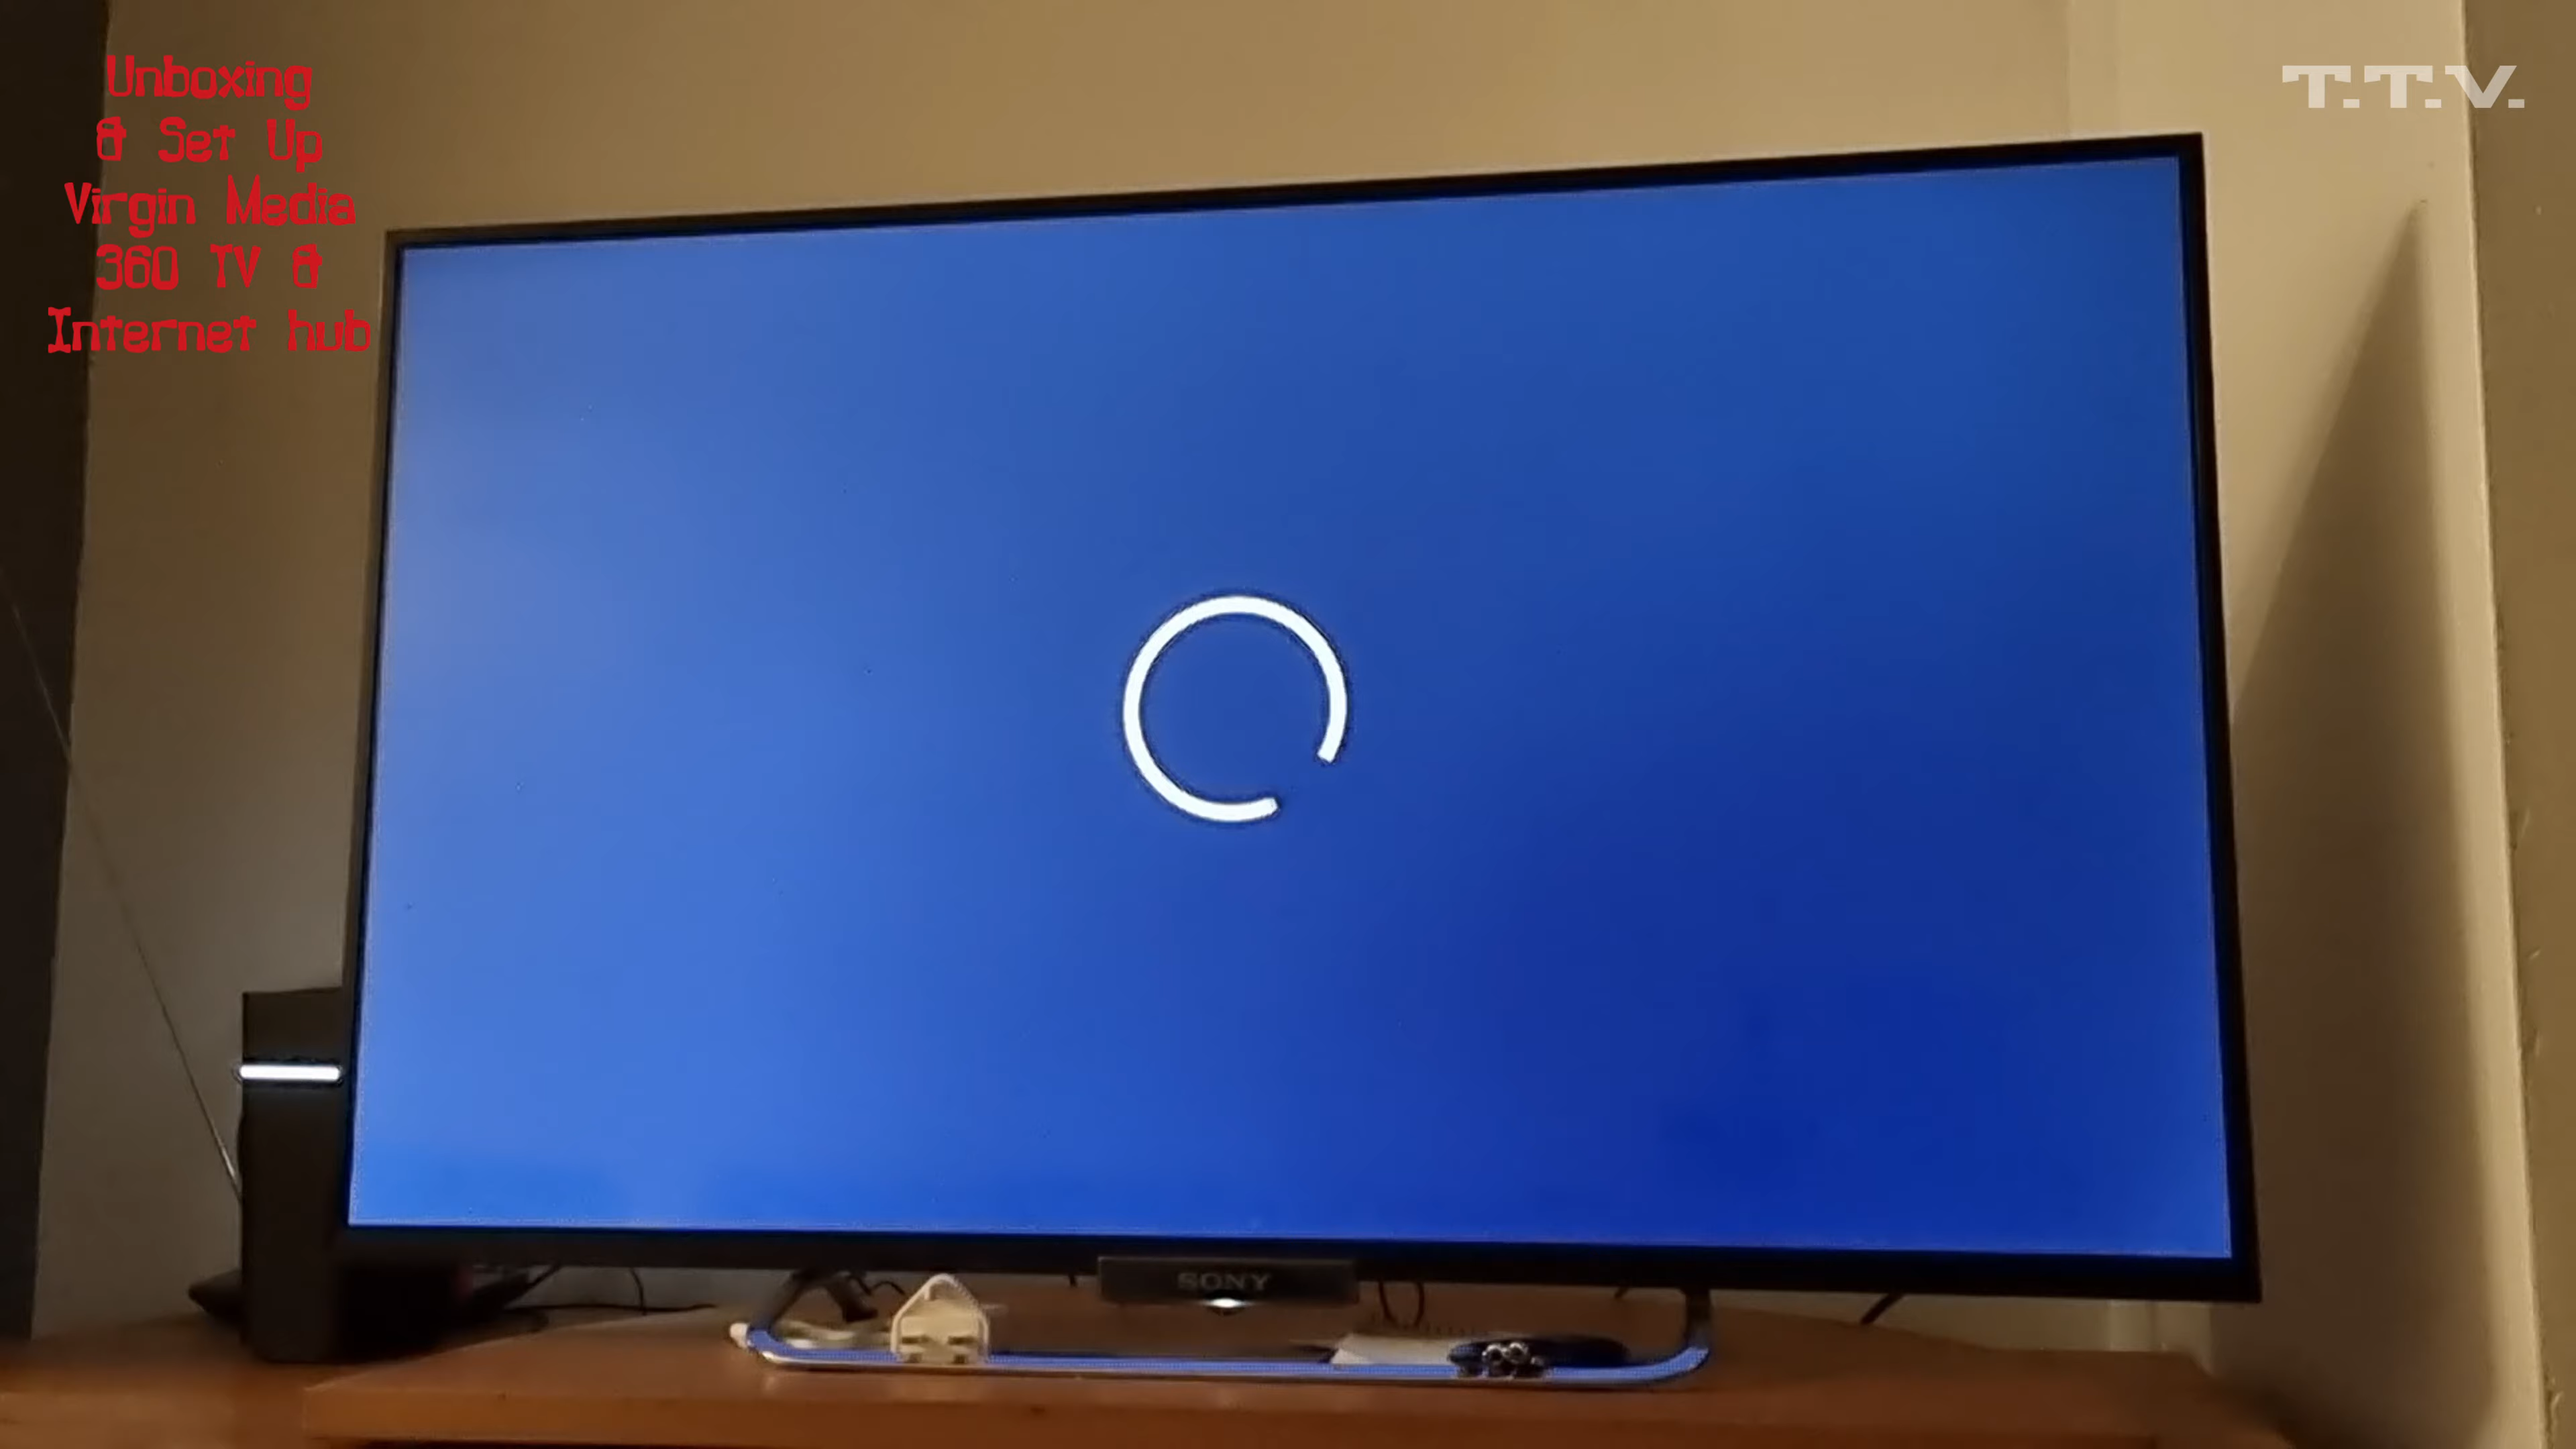 Unboxing
& Set Up
Virgin Media
360 TV &
Internet hub
T.T.V.
SONY